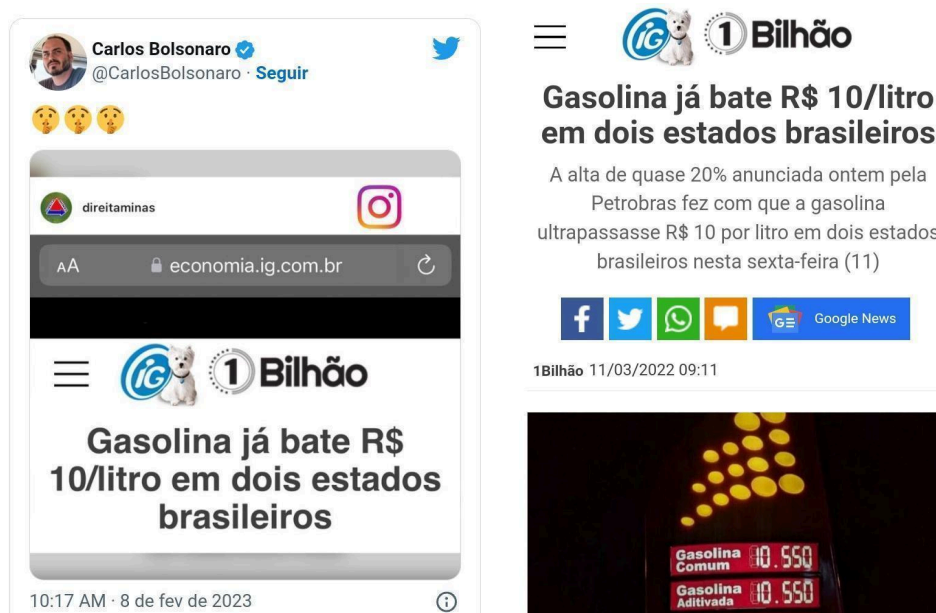 Carlos Bolsonaro
@CarlosBolsonaro · Seguir
direitaminas
AA economia.ig.com.br
iG 1 Bilhão
Gasolina já bate R$
10/litro em dois estados
brasileiros
10:17 AM · 8 de fev de 2023
iG 1 Bilhão
Gasolina já bate R$ 10/litro
em dois estados brasileiros
A alta de quase 20% anunciada ontem pela
Petrobras fez com que a gasolina
ultrapassasse R$ 10 por litro em dois estados
brasileiros nesta sexta-feira (11)
GE Google News
1Bilhão 11/03/2022 09:11
Gasolina
Comum 10.550
Gasolina
Aditivada 10.550